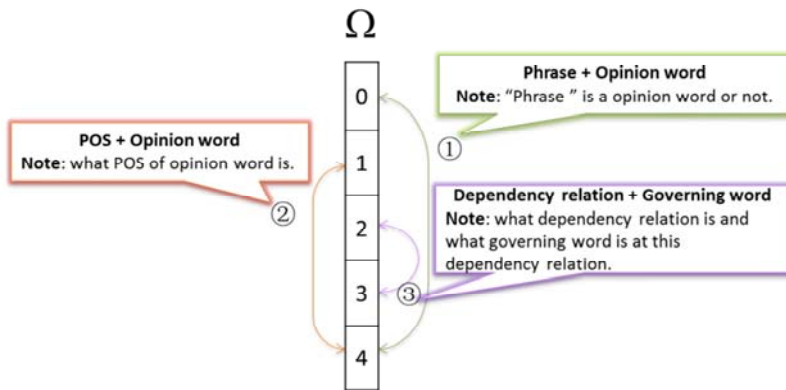 Ω
0
1
2
3
4
Phrase + Opinion word
Note: “Phrase ” is a opinion word or not.
①
POS + Opinion word
Note: what POS of opinion word is.
②
Dependency relation + Governing word
Note: what dependency relation is and
what governing word is at this
dependency relation.
③